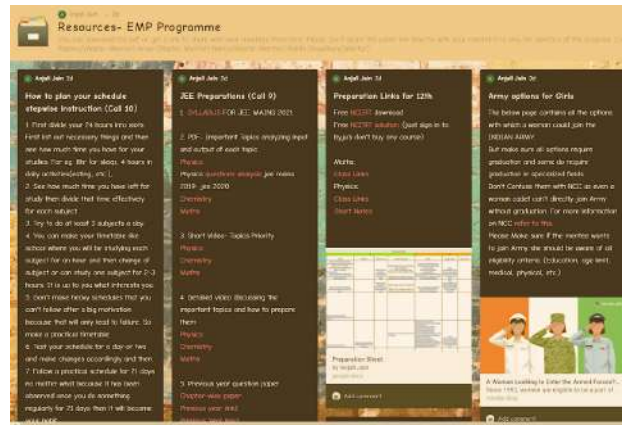 Anjali Jain 2d
Resources- EMP Programme
Anjali Jain 2d
How to plan your schedule
stepwise instruction (Call 10)
1. First divide your 24 hours into work.
First list out necessary things and then
see how much time you have for your
studies. For eg: 8hr for sleep, 4 hours in
daily activities(eating, etc.),
2. See how much time you have left for
study then divide that time effectively
for each subject
3. Try to do at least 3 subjects a day
4. You can make your timetable like
school where you will be studying each
subject for an hour and then change of
subject or can study one subject for 2-3
hours. It is up to you what interests you
5. Don't make heavy schedules that you
can't follow after a big motivation
because that will only lead to failure. So
make a practical timetable
6. Test your schedule for a day or two
and make changes accordingly and then
7. Follow a practical schedule for 21 days
no matter what because it has been
observed once you do something
regularly for 21 days then it will become
your habit
Anjali Jain 2d
JEE Preparations (Call 9)
1. SYLLABUS FOR JEE MAINS 2021
2. PDF- Important Topics analyzing input
and output of each topic
Physics
Physics questions analysis jee mains
2019- jee 2020
Chemistry
Maths
3. Short Video- Topics Priority
Physics
Chemistry
Maths
4. Detailed video discussing the
important topics and how to prepare
them
Physics
Chemistry
Maths
5. Previous year question paper
Chapter-wise paper
Previous year
Anjali Jain 2d
Preparation Links for 12th
Free NCERT download
Free NCERT solution (just sign in to
byjus don't buy any course)
Maths:
Class Links
Physics:
Class Links
Short Notes
Preparation Sheet
Add comment
Anjali Jain 2d
Army options for Girls
The below page contains all the options
with which a woman could join the
INDIAN ARMY
But make sure all options require
graduation and some do require
graduation in specialized fields.
Don't Confuse them with NCC as even a
woman cadet can't directly join Army
without graduation. For more information
on NCC refer to this.
Please Make sure if the mentee wants
to join Army she should be aware of all
eligibility criteria. (Education, age limit,
medical, physical, etc.)
A Woman Looking to Enter the Armed Forces?...
Since 1992, women are eligible to be a part of
Add comment